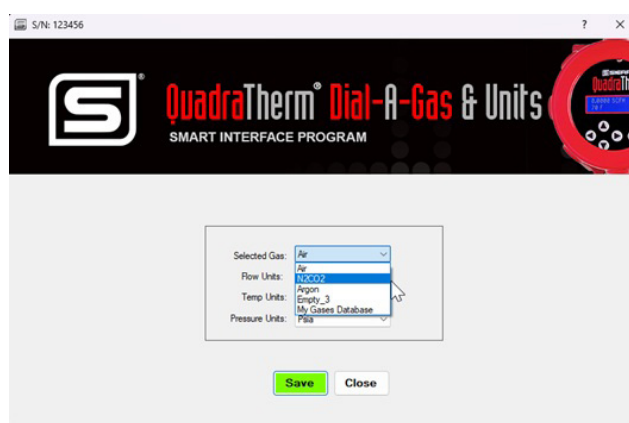 S/N: 123456
? ×
S®
QuadraTherm® Dial-A-Gas & Units
SMART INTERFACE PROGRAM
Selected Gas: Air
Air
Flow Units: N2CO2
Argon
Temp Units: Empty_3
My Gases Database
Pressure Units: Psia
Save Close